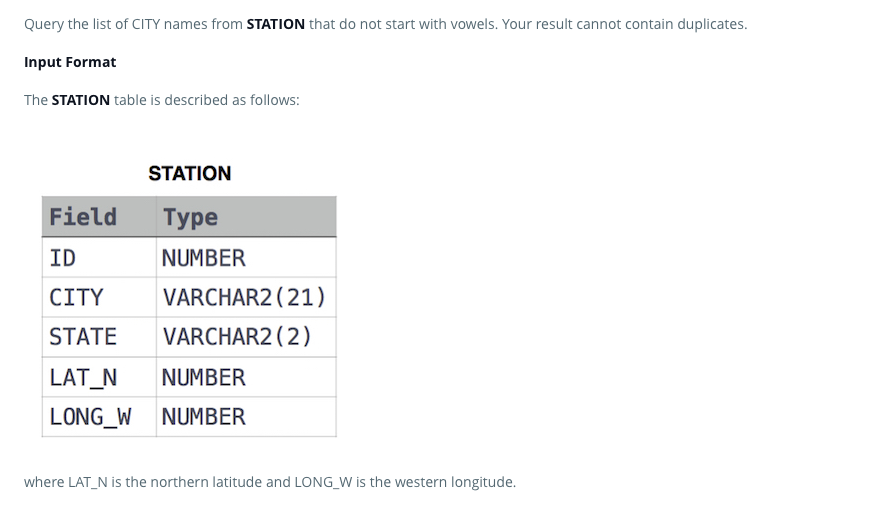 Query the list of CITY names from STATION that do not start with vowels. Your result cannot contain duplicates.
Input Format
The STATION table is described as follows:
STATION
Field Type
ID NUMBER
CITY VARCHAR2(21)
STATE VARCHAR2(2)
LAT_N NUMBER
LONG_W NUMBER
where LAT_N is the northern latitude and LONG_W is the western longitude.